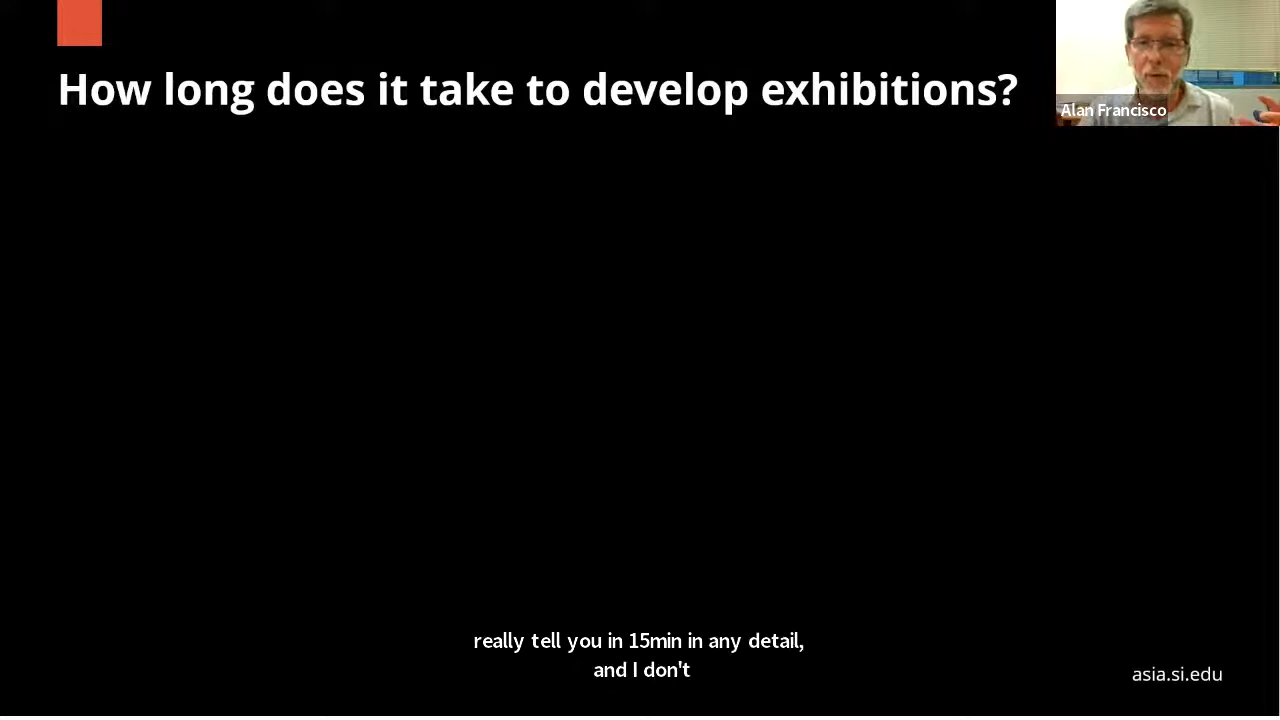 How long does it take to develop exhibitions?
Alan Francisco
really tell you in 15min in any detail,
and I don't
asia.si.edu